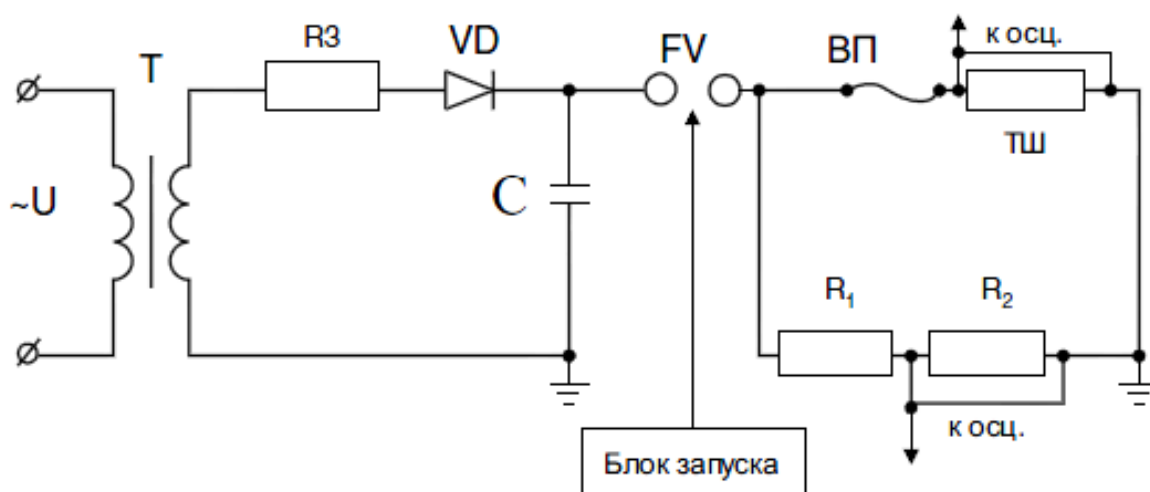 R3
VD
T
FV
ВП
к осц.
ТШ
~U
C
R₁
R₂
к осц.
Блок запуска